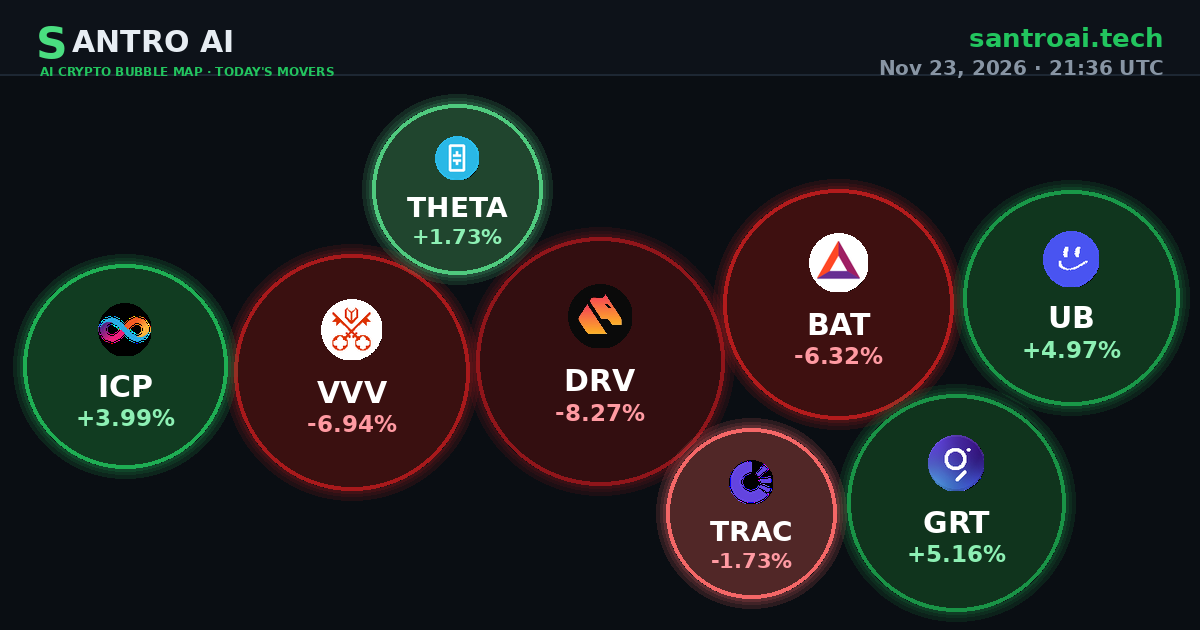 SANTRO AI
AI CRYPTO BUBBLE MAP · TODAY'S MOVERS
santroai.tech
Nov 23, 2026 · 21:36 UTC
THETA
+1.73%
ICP
+3.99%
VVV
-6.94%
DRV
-8.27%
BAT
-6.32%
UB
+4.97%
TRAC
-1.73%
GRT
+5.16%